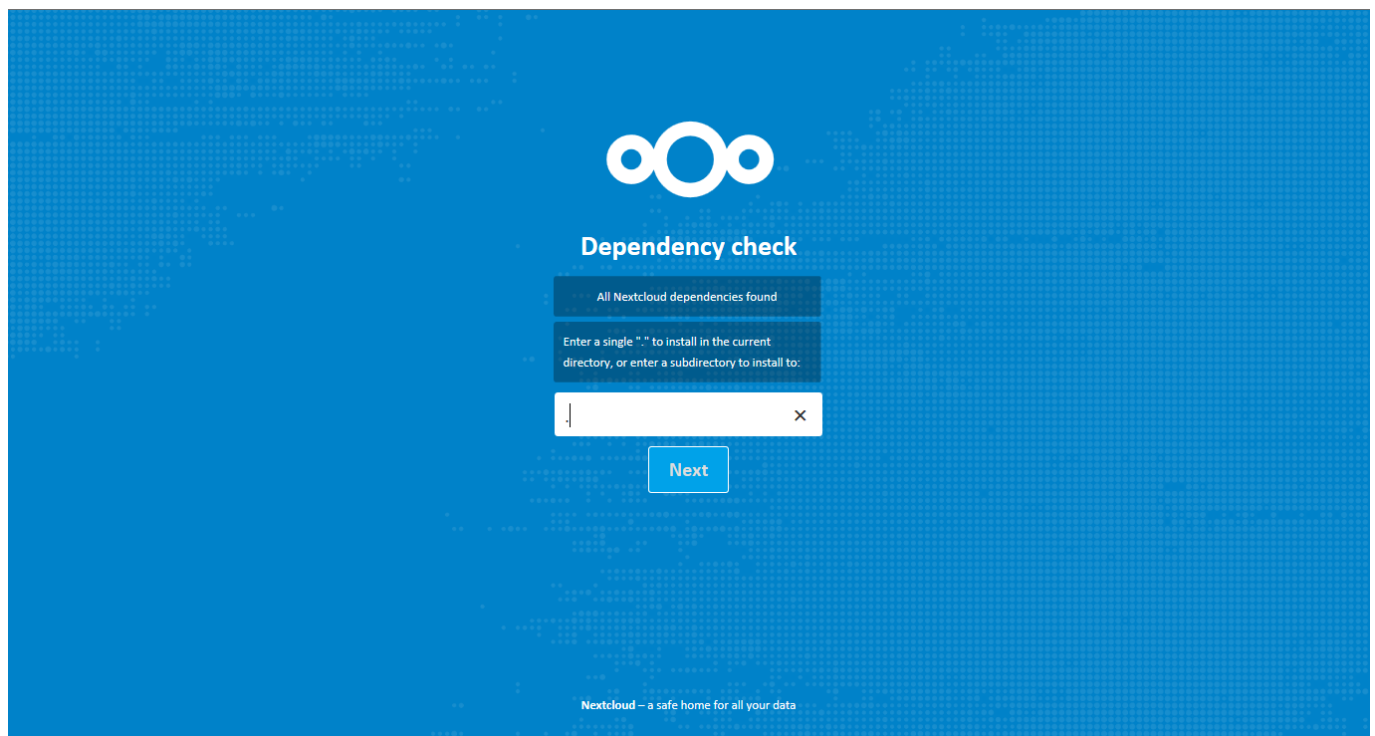 Dependency check
All Nextcloud dependencies found
Enter a single "." to install in the current
directory, or enter a subdirectory to install to:
.
Next
Nextcloud – a safe home for all your data